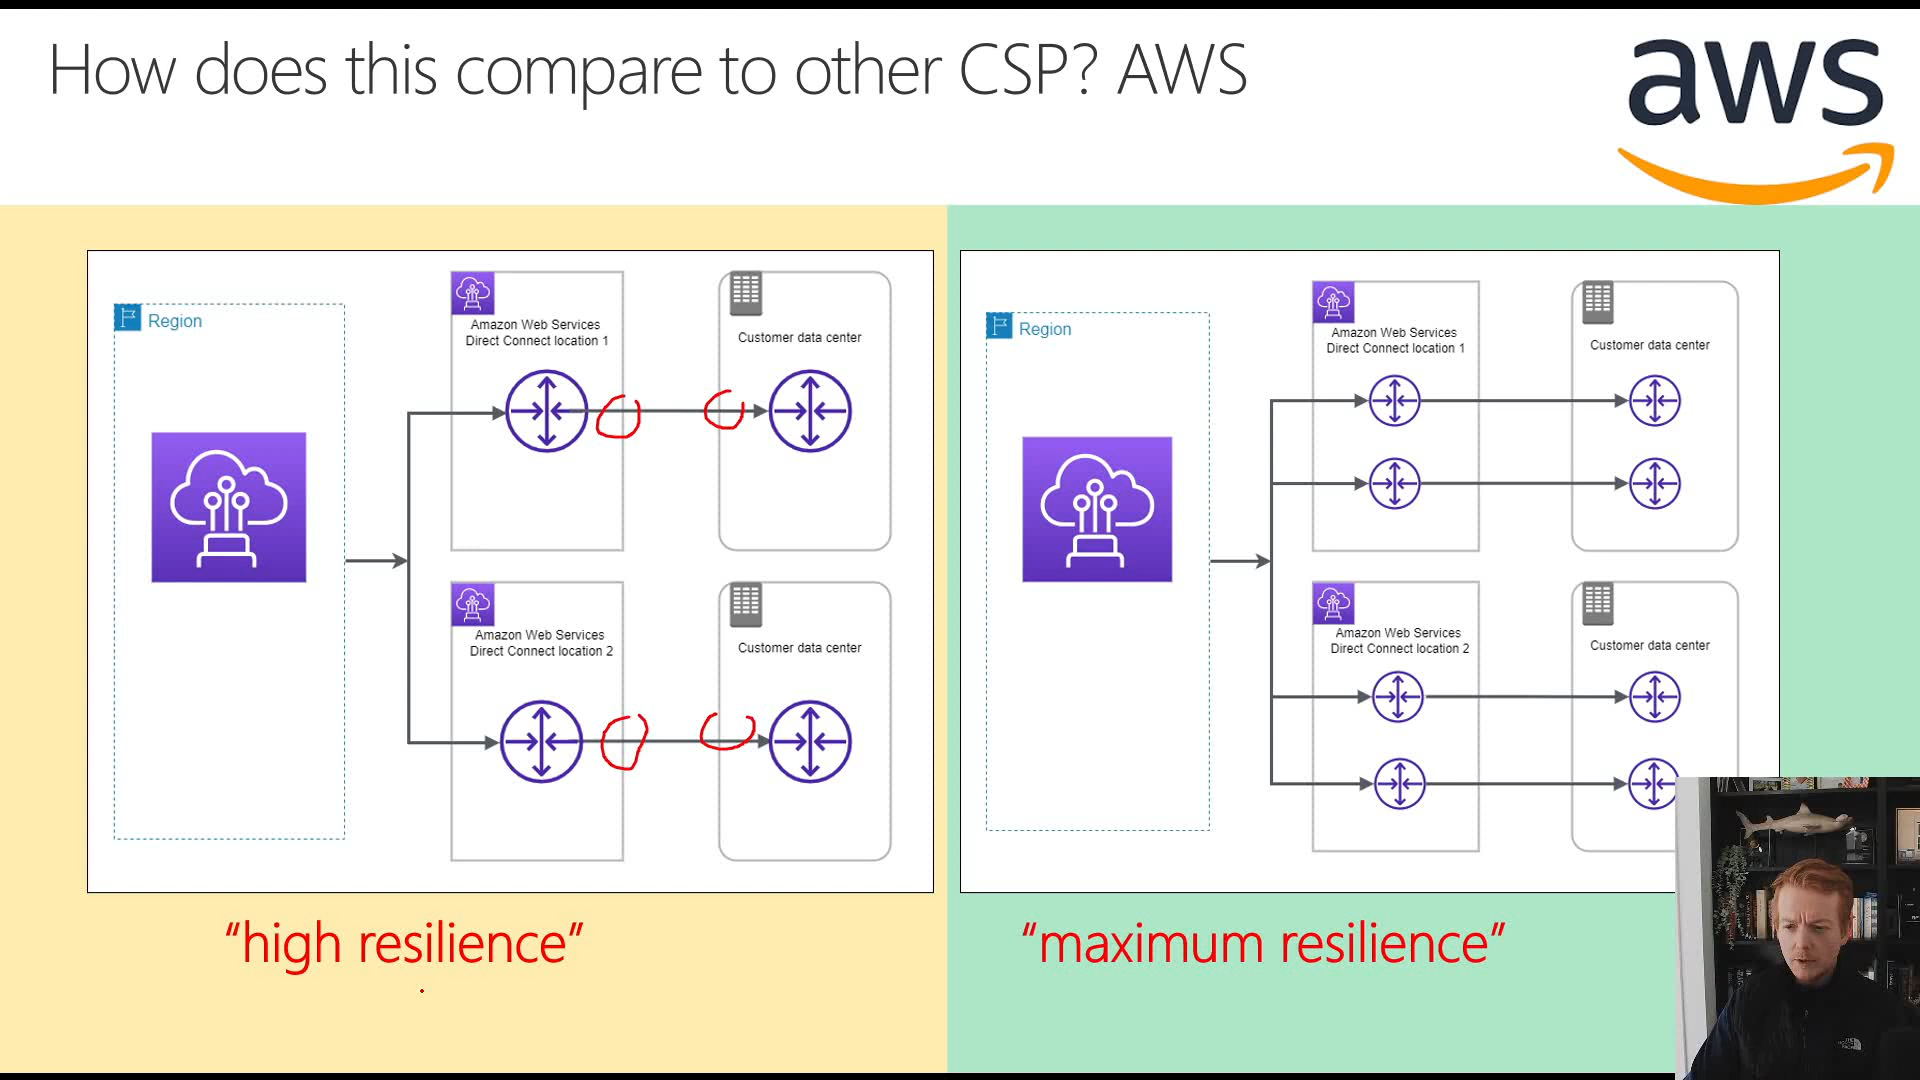 How does this compare to other CSP? AWS
aws
Region
Amazon Web Services
Direct Connect location 1
Customer data center
Amazon Web Services
Direct Connect location 2
Customer data center
"high resilience"
Region
Amazon Web Services
Direct Connect location 1
Customer data center
Amazon Web Services
Direct Connect location 2
Customer data center
"maximum resilience"